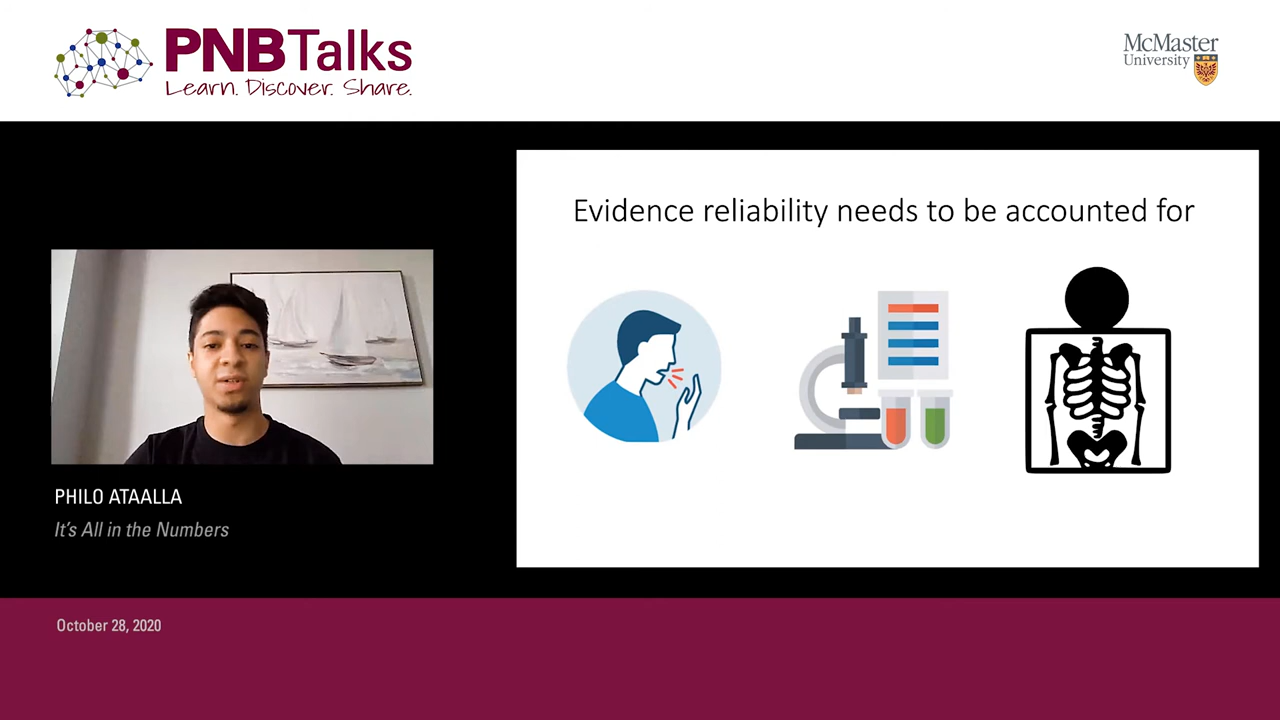 PNBTalks
Learn. Discover. Share.
McMaster
University
Evidence reliability needs to be accounted for
PHILO ATAALLA
It's All in the Numbers
October 28, 2020